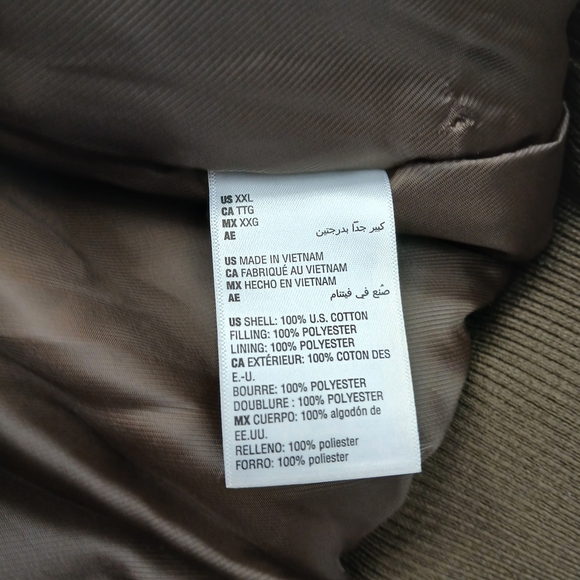 US XXL
CA TTG
MX XXG
AE كبير جدًا بدرجتين
US MADE IN VIETNAM
CA FABRIQUÉ AU VIETNAM
MX HECHO EN VIETNAM
AE صُنع في فيتنام
US SHELL: 100% U.S. COTTON
FILLING: 100% POLYESTER
LINING: 100% POLYESTER
CA EXTÉRIEUR: 100% COTON DES
E.-U.
BOURRE: 100% POLYESTER
DOUBLURE : 100% POLYESTER
MX CUERPO: 100% algodón de
EE.UU.
RELLENO: 100% poliester
FORRO: 100% poliester